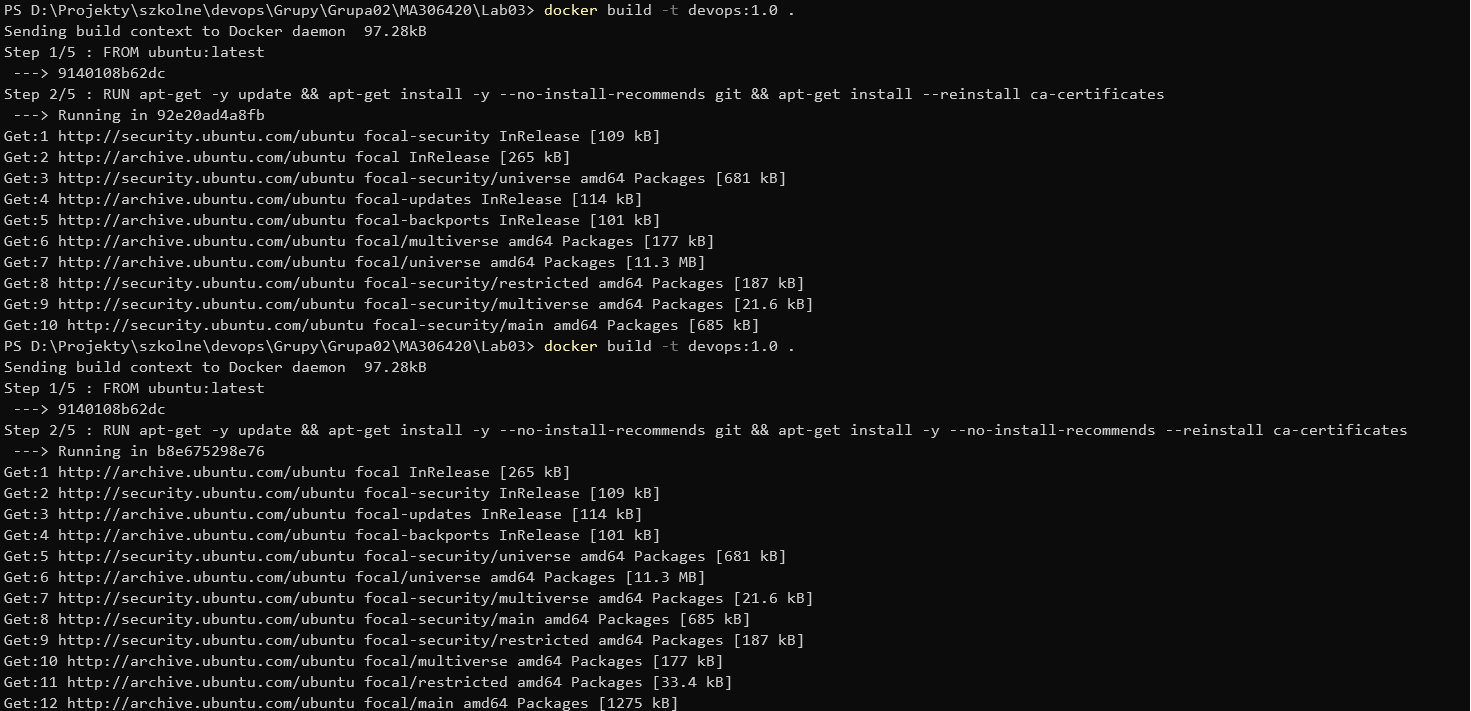 PS D:\Projekty\szkolne\devops\Grupy\Grupa02\MA306420\Lab03> docker build -t devops:1.0 .
Sending build context to Docker daemon  97.28kB
Step 1/5 : FROM ubuntu:latest
 ---> 9140108b62dc
Step 2/5 : RUN apt-get -y update && apt-get install -y --no-install-recommends git && apt-get install --reinstall ca-certificates
 ---> Running in 92e20ad4a8fb
Get:1 http://security.ubuntu.com/ubuntu focal-security InRelease [109 kB]
Get:2 http://archive.ubuntu.com/ubuntu focal InRelease [265 kB]
Get:3 http://security.ubuntu.com/ubuntu focal-security/universe amd64 Packages [681 kB]
Get:4 http://archive.ubuntu.com/ubuntu focal-updates InRelease [114 kB]
Get:5 http://archive.ubuntu.com/ubuntu focal-backports InRelease [101 kB]
Get:6 http://archive.ubuntu.com/ubuntu focal/multiverse amd64 Packages [177 kB]
Get:7 http://archive.ubuntu.com/ubuntu focal/universe amd64 Packages [11.3 MB]
Get:8 http://security.ubuntu.com/ubuntu focal-security/restricted amd64 Packages [187 kB]
Get:9 http://security.ubuntu.com/ubuntu focal-security/multiverse amd64 Packages [21.6 kB]
Get:10 http://security.ubuntu.com/ubuntu focal-security/main amd64 Packages [685 kB]
PS D:\Projekty\szkolne\devops\Grupy\Grupa02\MA306420\Lab03> docker build -t devops:1.0 .
Sending build context to Docker daemon  97.28kB
Step 1/5 : FROM ubuntu:latest
 ---> 9140108b62dc
Step 2/5 : RUN apt-get -y update && apt-get install -y --no-install-recommends git && apt-get install -y --no-install-recommends --reinstall ca-certificates
 ---> Running in b8e675298e76
Get:1 http://archive.ubuntu.com/ubuntu focal InRelease [265 kB]
Get:2 http://security.ubuntu.com/ubuntu focal-security InRelease [109 kB]
Get:3 http://archive.ubuntu.com/ubuntu focal-updates InRelease [114 kB]
Get:4 http://archive.ubuntu.com/ubuntu focal-backports InRelease [101 kB]
Get:5 http://security.ubuntu.com/ubuntu focal-security/universe amd64 Packages [681 kB]
Get:6 http://archive.ubuntu.com/ubuntu focal/universe amd64 Packages [11.3 MB]
Get:7 http://security.ubuntu.com/ubuntu focal-security/multiverse amd64 Packages [21.6 kB]
Get:8 http://security.ubuntu.com/ubuntu focal-security/main amd64 Packages [685 kB]
Get:9 http://security.ubuntu.com/ubuntu focal-security/restricted amd64 Packages [187 kB]
Get:10 http://archive.ubuntu.com/ubuntu focal/multiverse amd64 Packages [177 kB]
Get:11 http://archive.ubuntu.com/ubuntu focal/restricted amd64 Packages [33.4 kB]
Get:12 http://archive.ubuntu.com/ubuntu focal/main amd64 Packages [1275 kB]